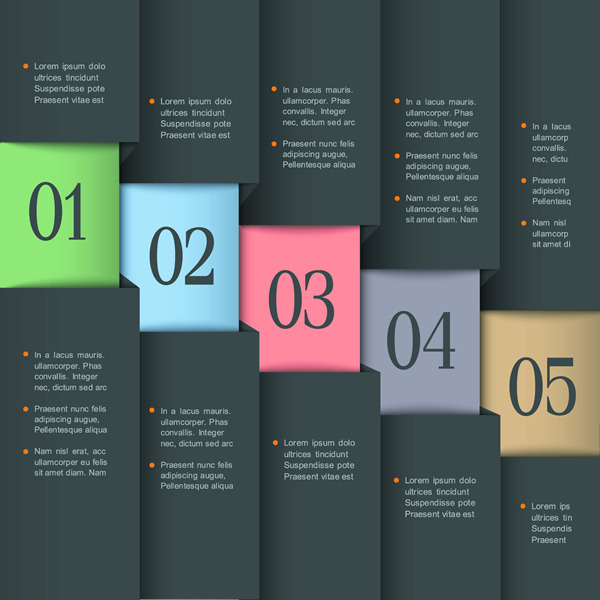 Lorem ipsum dolo
ultrices tincidunt
Suspendisse pote
Praesent vitae est
01
In a lacus mauris.
ullamcorper. Phas
convallis. Integer
nec, dictum sed arc
Praesent nunc felis
adipiscing augue,
Pellentesque aliqua
Nam nisl erat, acc
ullamcorper eu felis
sit amet diam. Nam
Lorem ipsum dolo
ultrices tincidunt
Suspendisse pote
Praesent vitae est
02
In a lacus mauris.
ullamcorper. Phas
convallis. Integer
nec, dictum sed arc
Praesent nunc felis
adipiscing augue,
Pellentesque aliqua
In a lacus mauris.
ullamcorper. Phas
convallis. Integer
nec, dictum sed arc
Praesent nunc felis
adipiscing augue,
Pellentesque aliqua
03
Lorem ipsum dolo
ultrices tincidunt
Suspendisse pote
Praesent vitae est
In a lacus mauris.
ullamcorper. Phas
convallis. Integer
nec, dictum sed arc
Praesent nunc felis
adipiscing augue,
Pellentesque aliqua
Nam nisl erat, acc
ullamcorper eu felis
sit amet diam. Nam
04
Lorem ipsum dolo
ultrices tincidunt
Suspendisse pote
Praesent vitae est
In a lacus
ullamcorp
convallis.
nec, dictu
Praesent
adipiscing
Pellentesq
Nam nisl
ullamcorp
sit amet di
05
Lorem ips
ultrices tin
Suspendis
Praesent